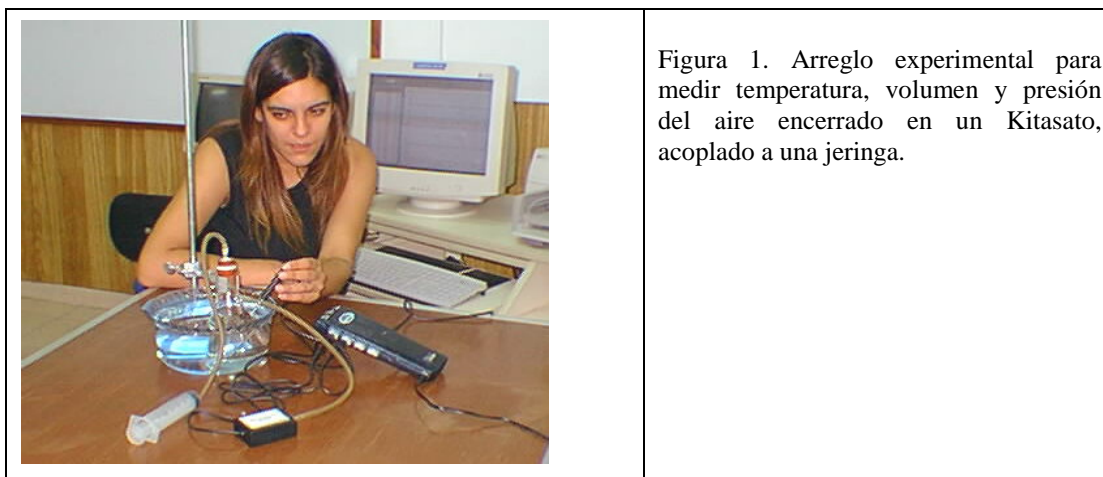 Figura 1. Arreglo experimental para
medir temperatura, volumen y presión
del aire encerrado en un Kitasato,
acoplado a una jeringa.